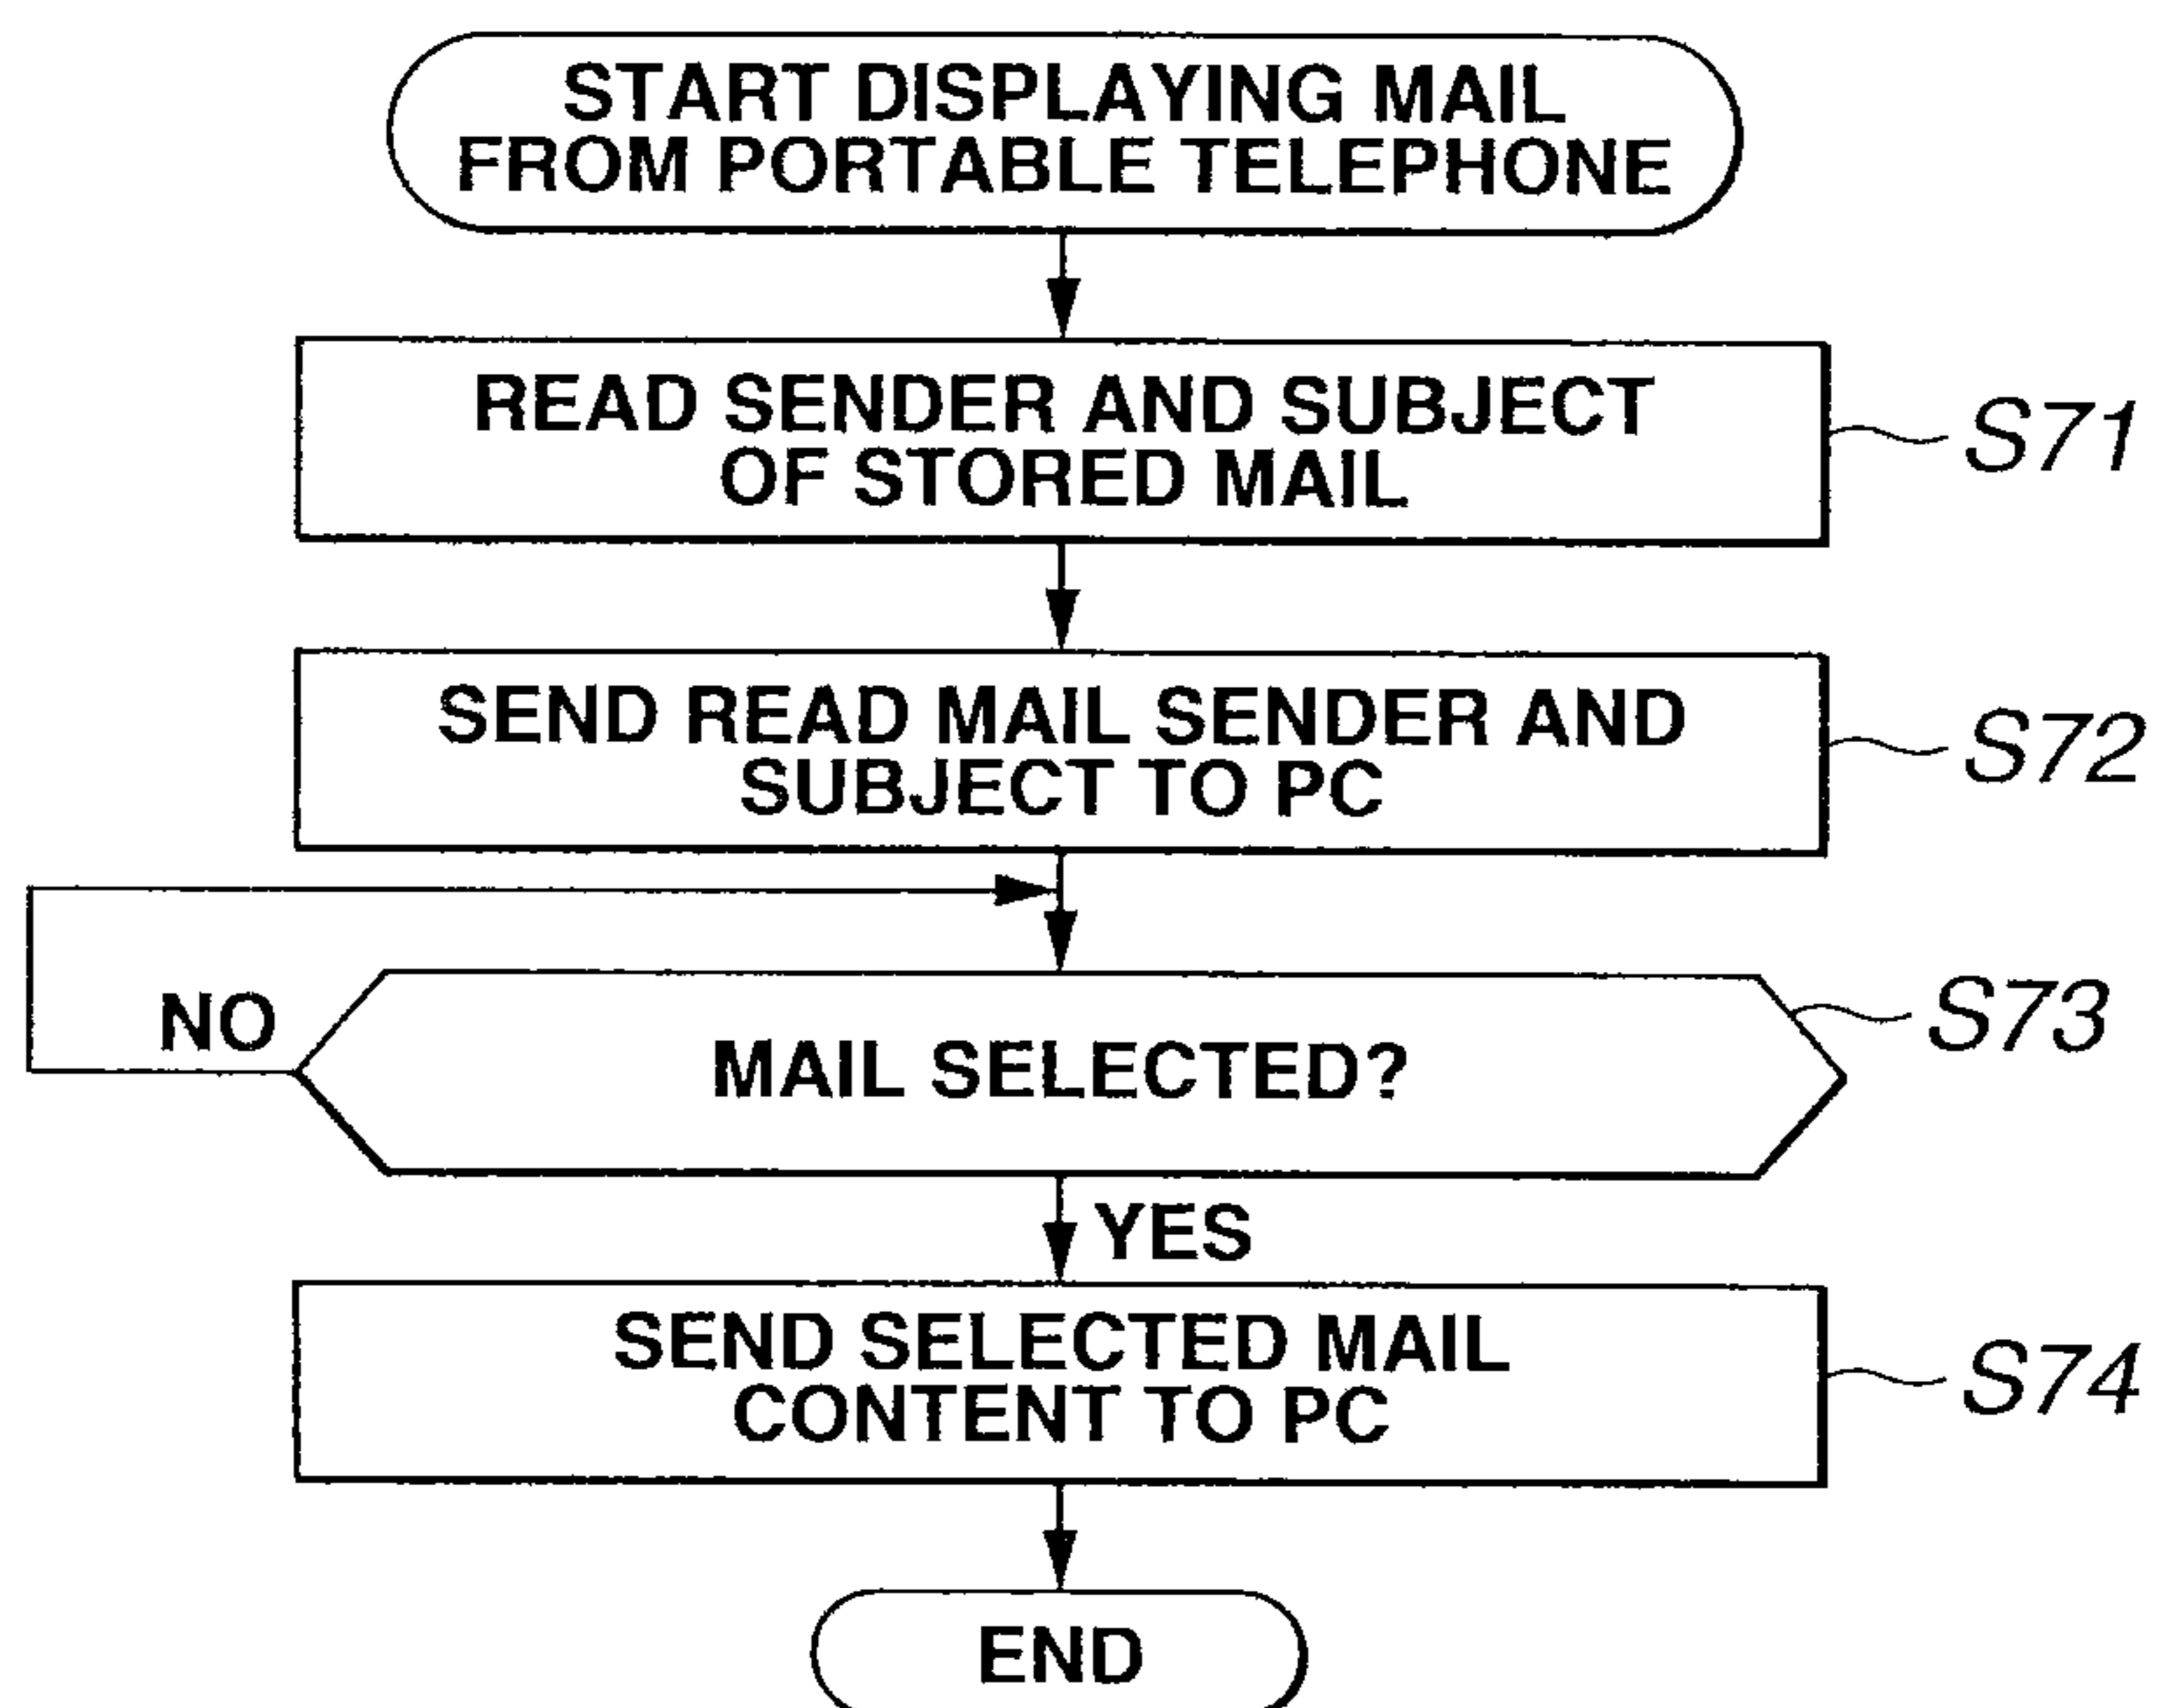 START DISPLAYING MAIL
FROM PORTABLE TELEPHONE
READ SENDER AND SUBJECT
OF STORED MAIL
S71
SEND READ MAIL SENDER AND
SUBJECT TO PC
S72
NO
MAIL SELECTED?
S73
YES
SEND SELECTED MAIL
CONTENT TO PC
S74
END